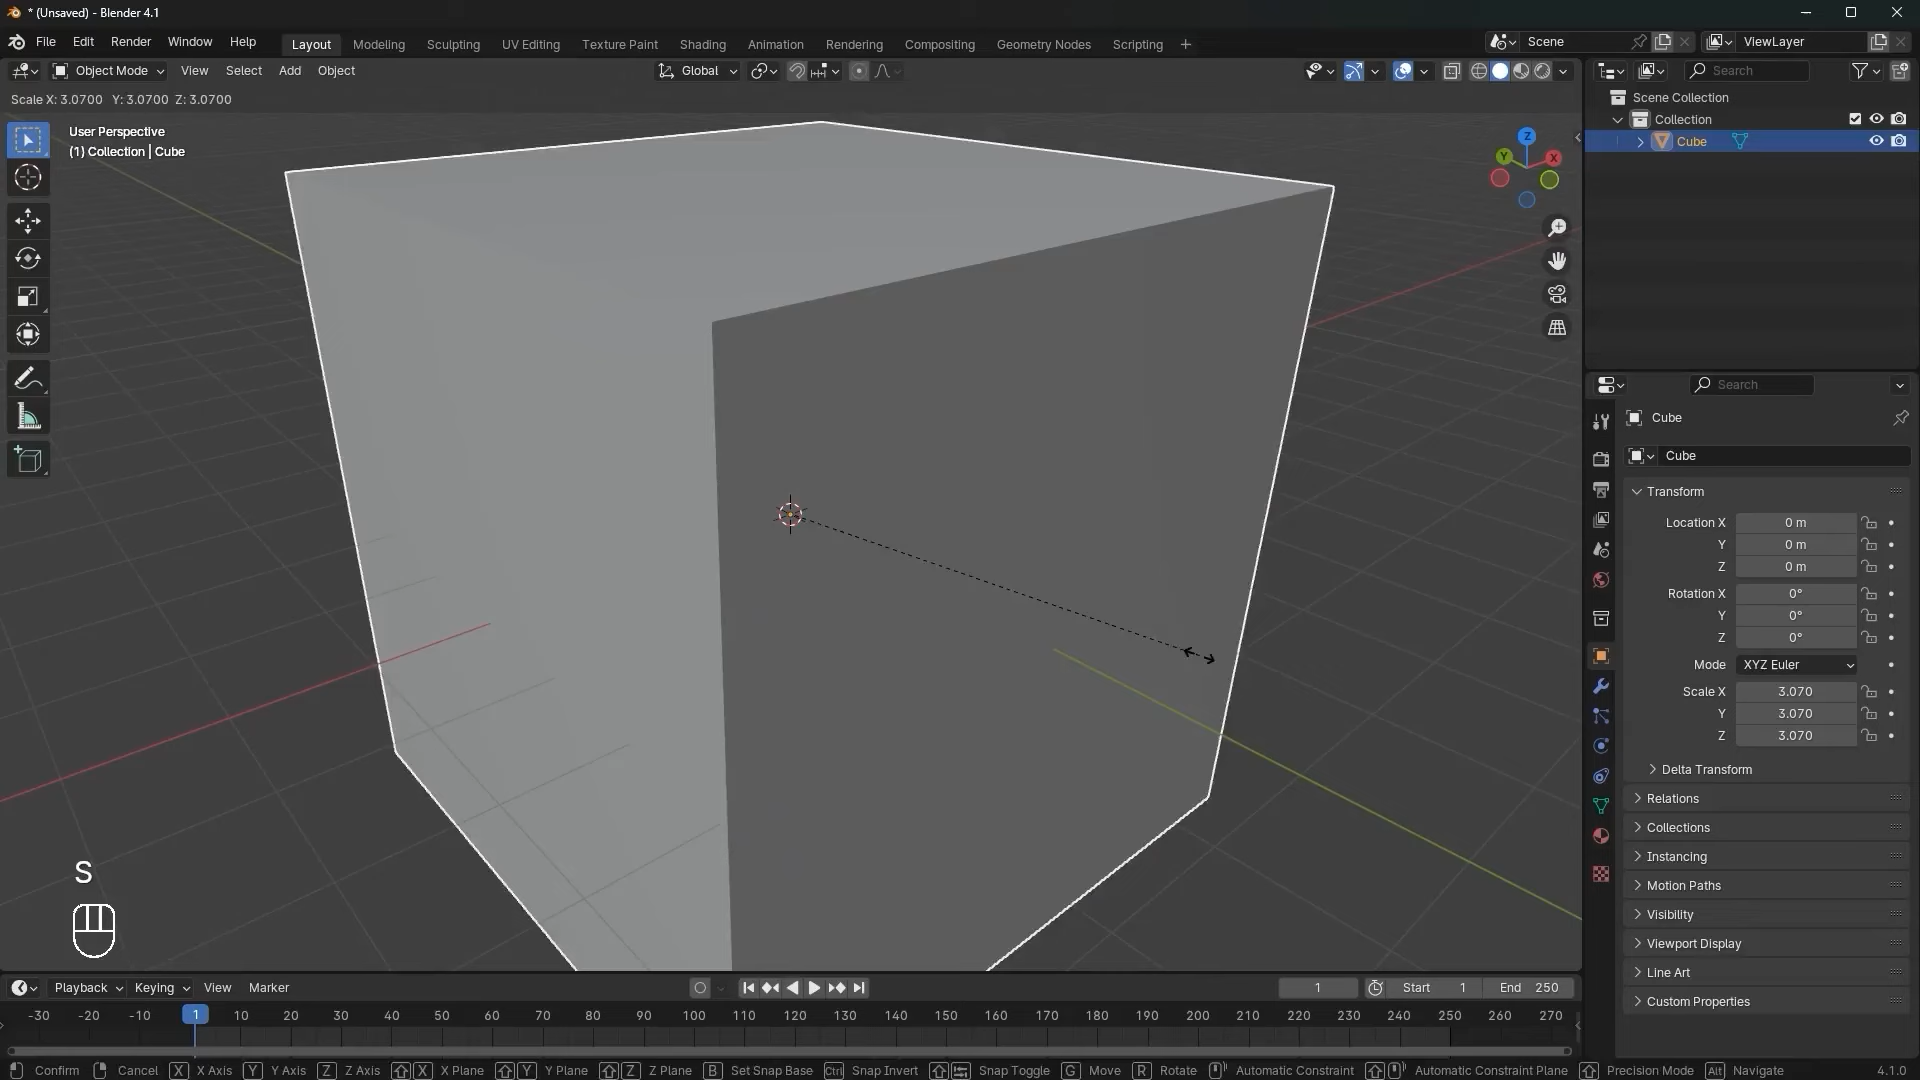 * (Unsaved) - Blender 4.1
File Edit Render Window Help Layout Modeling Sculpting UV Editing Texture Paint Shading Animation Rendering Compositing Geometry Nodes Scripting + Scene ViewLayer
Object Mode View Select Add Object Global Search
Scale X: 3.0700 Y: 3.0700 Z: 3.0700
User Perspective
(1) Collection | Cube
Z
Y X
Scene Collection
Collection
Cube
Search
Cube
Cube
Transform
Location X 0 m
Y 0 m
Z 0 m
Rotation X 0°
Y 0°
Z 0°
Mode XYZ Euler
Scale X 3.070
Y 3.070
Z 3.070
Delta Transform
Relations
Collections
Instancing
Motion Paths
Visibility
Viewport Display
Line Art
Custom Properties
S
Playback Keying View Marker 1 Start 1 End 250
-30 -20 -10 1 10 20 30 40 50 60 70 80 90 100 110 120 130 140 150 160 170 180 190 200 210 220 230 240 250 260 270
Confirm Cancel X X Axis Y Y Axis Z Z Axis X X Plane Y Y Plane Z Z Plane B Set Snap Base Ctrl Snap Invert Snap Toggle G Move R Rotate Automatic Constraint Automatic Constraint Plane Precision Mode Alt Navigate 4.1.0